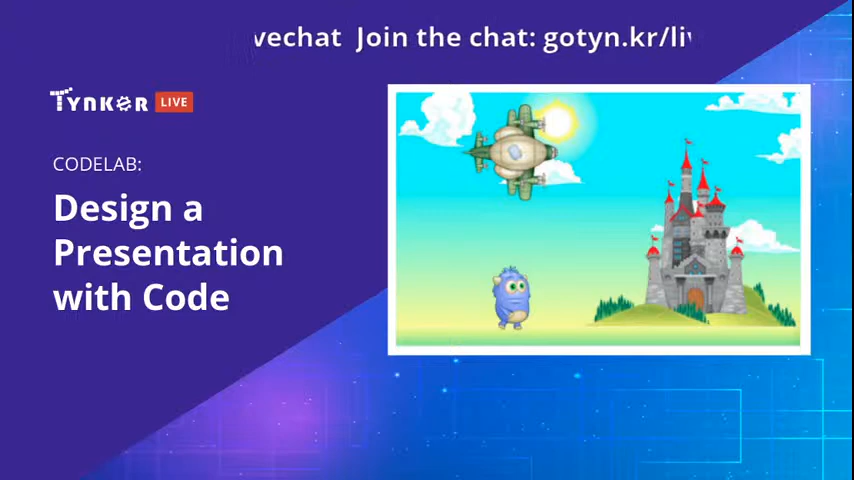 vechat Join the chat: gotyn.kr/liv
TYNKER LIVE
CODELAB:
Design a
Presentation
with Code